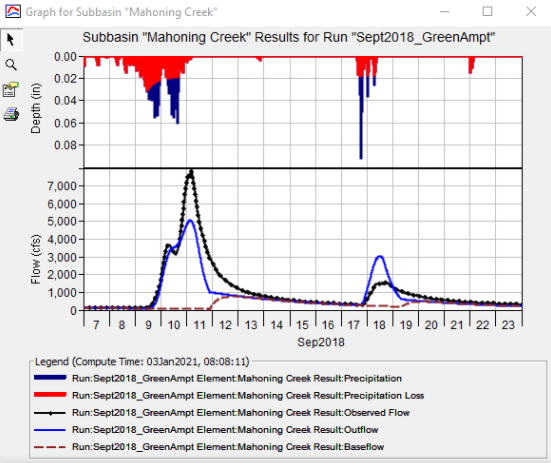 Graph for Subbasin "Mahoning Creek"
Subbasin "Mahoning Creek" Results for Run "Sept2018_GreenAmpt"
Depth (in)
0.00
0.02
0.04
0.06
0.08
Flow (cfs)
7,000
6,000
5,000
4,000
3,000
2,000
1,000
0
7 8 9 10 11 12 13 14 15 16 17 18 19 20 21 22 23
Sep2018
Legend (Compute Time: 03Jan2021, 08:08:11)
Run:Sept2018_GreenAmpt Element:Mahoning Creek Result:Precipitation
Run:Sept2018_GreenAmpt Element:Mahoning Creek Result:Precipitation Loss
Run:Sept2018_GreenAmpt Element:Mahoning Creek Result:Observed Flow
Run:Sept2018_GreenAmpt Element:Mahoning Creek Result:Outflow
Run:Sept2018_GreenAmpt Element:Mahoning Creek Result:Baseflow